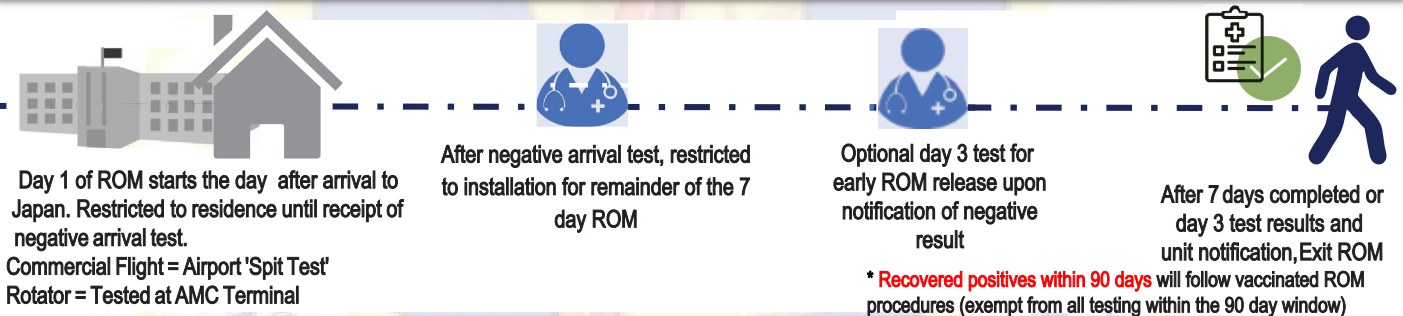 Day 1 of ROM starts the day after arrival to
Japan. Restricted to residence until receipt of
negative arrival test.
Commercial Flight = Airport 'Spit Test'
Rotator = Tested at AMC Terminal
After negative arrival test, restricted
to installation for remainder of the 7
day ROM
Optional day 3 test for
early ROM release upon
notification of negative
result
After 7 days completed or
day 3 test results and
unit notification,Exit ROM
* Recovered positives within 90 days will follow vaccinated ROM
procedures (exempt from all testing within the 90 day window)